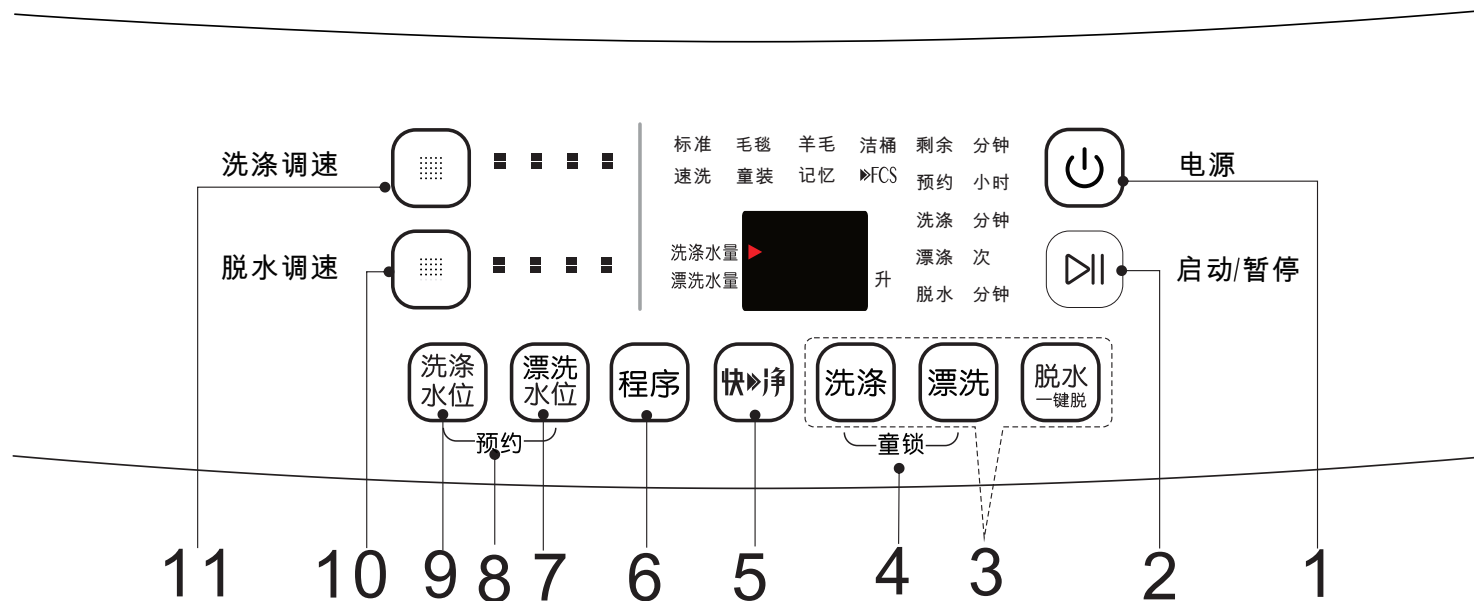 洗涤调速
脱水调速
标准 毛毯 羊毛 洁桶 剩余 分钟
速洗 童装 记忆 FCS 预约 小时
洗涤 分钟
洗涤水量
漂涤 次
漂洗水量
升
脱水 分钟
电源
启动/暂停
洗涤
水位
漂洗
水位
程序
快净
洗涤
漂洗
脱水
一键脱
预约
童锁
11 10 9 8 7 6 5 4 3 2 1